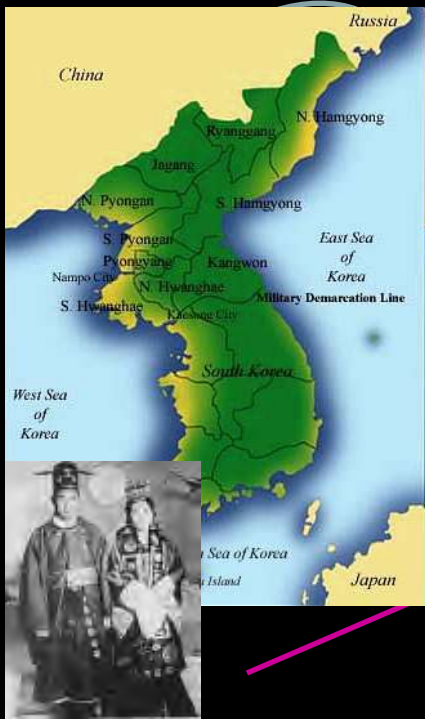 Russia
China
N. Hamgyong
Ryanggang
Jagang
N. Pyongan
S. Hamgyong
S. Pyongan
East Sea
of
Korea
Pyongyang
Kangwon
Nampo City
N. Hwanghae
Military Demarcation Line
S. Hwanghae
Kaesong City
South Korea
West Sea
of
Korea
Sea of Korea
Island
Japan